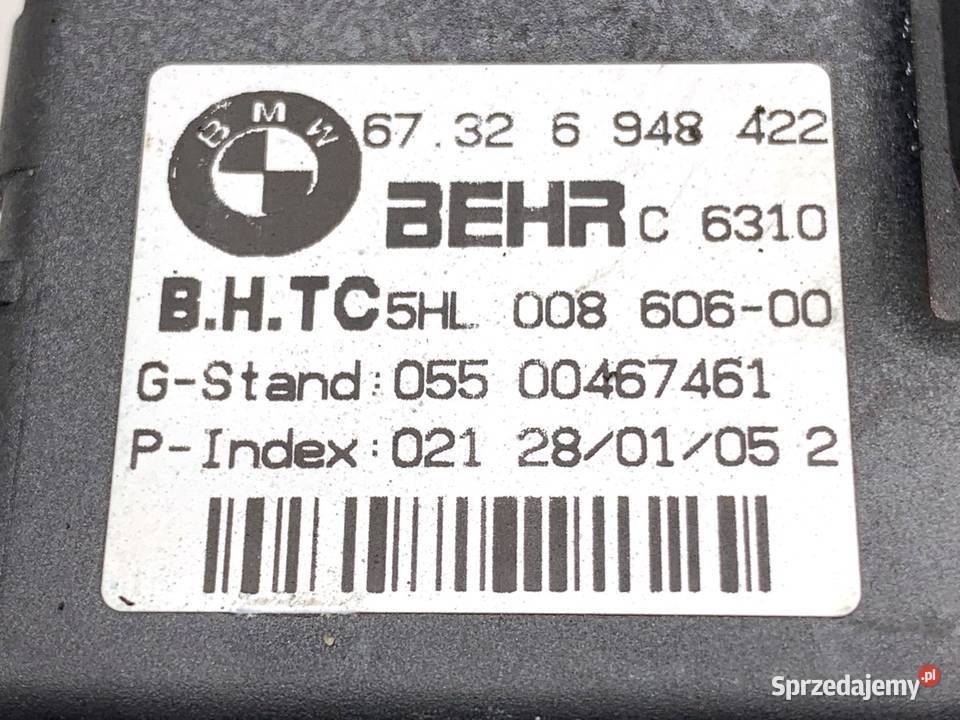 BMW
67.32 6 948 422
BEHR C 6310
B.H.TC 5HL 008 606-00
G-Stand:055 00467461
P-Index:021 28/01/05 2
Sprzedajemy.pl